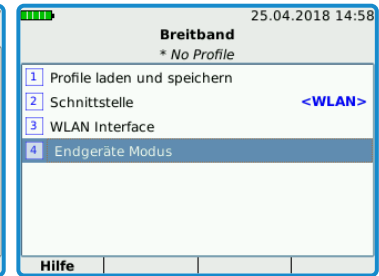 25.04.2018 14:58
Breitband
* No Profile
1 Profile laden und speichern
2 Schnittstelle <WLAN>
3 WLAN Interface
4 Endgeräte Modus
Hilfe